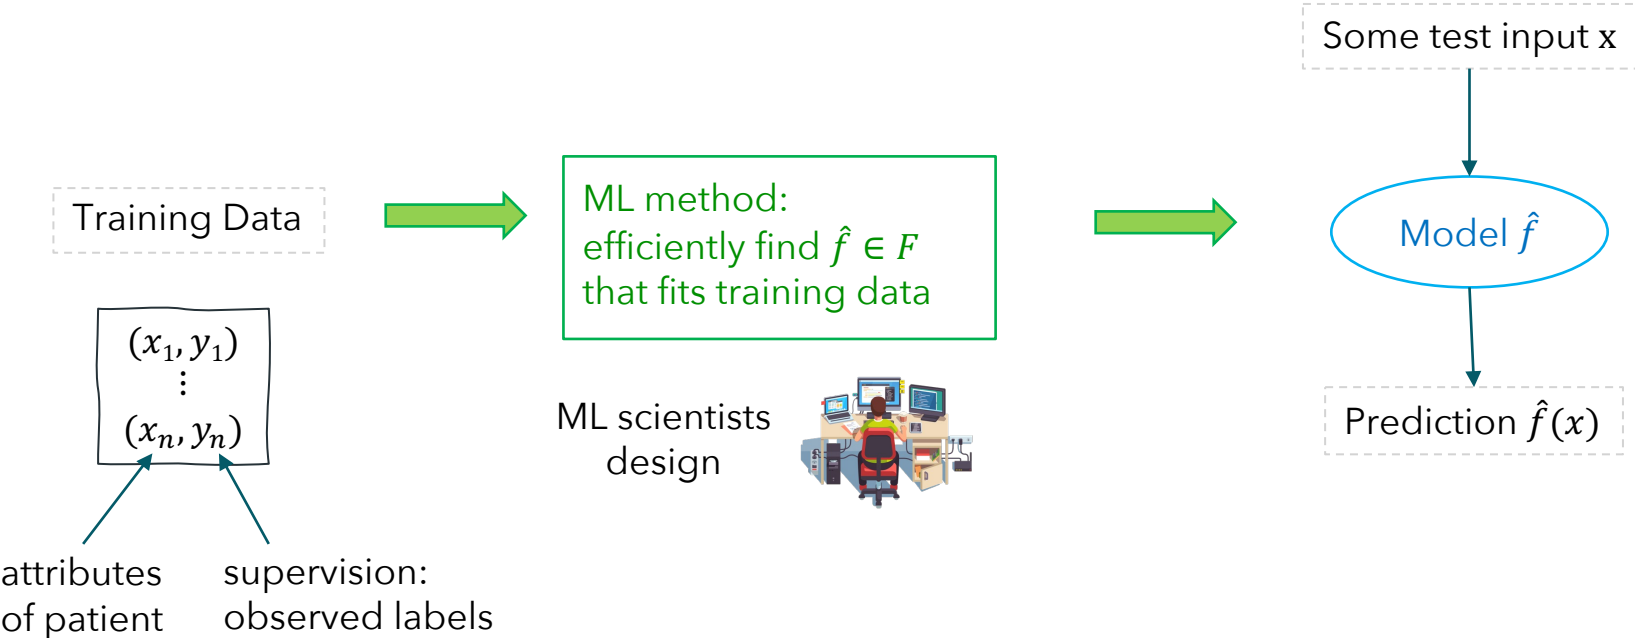 Training Data
(x₁, y₁)
⋮
(xₙ, yₙ)
attributes
of patient
supervision:
observed labels
ML method:
efficiently find f̂ ∈ F
that fits training data
ML scientists
design
Some test input x
Model f̂
Prediction f̂(x)